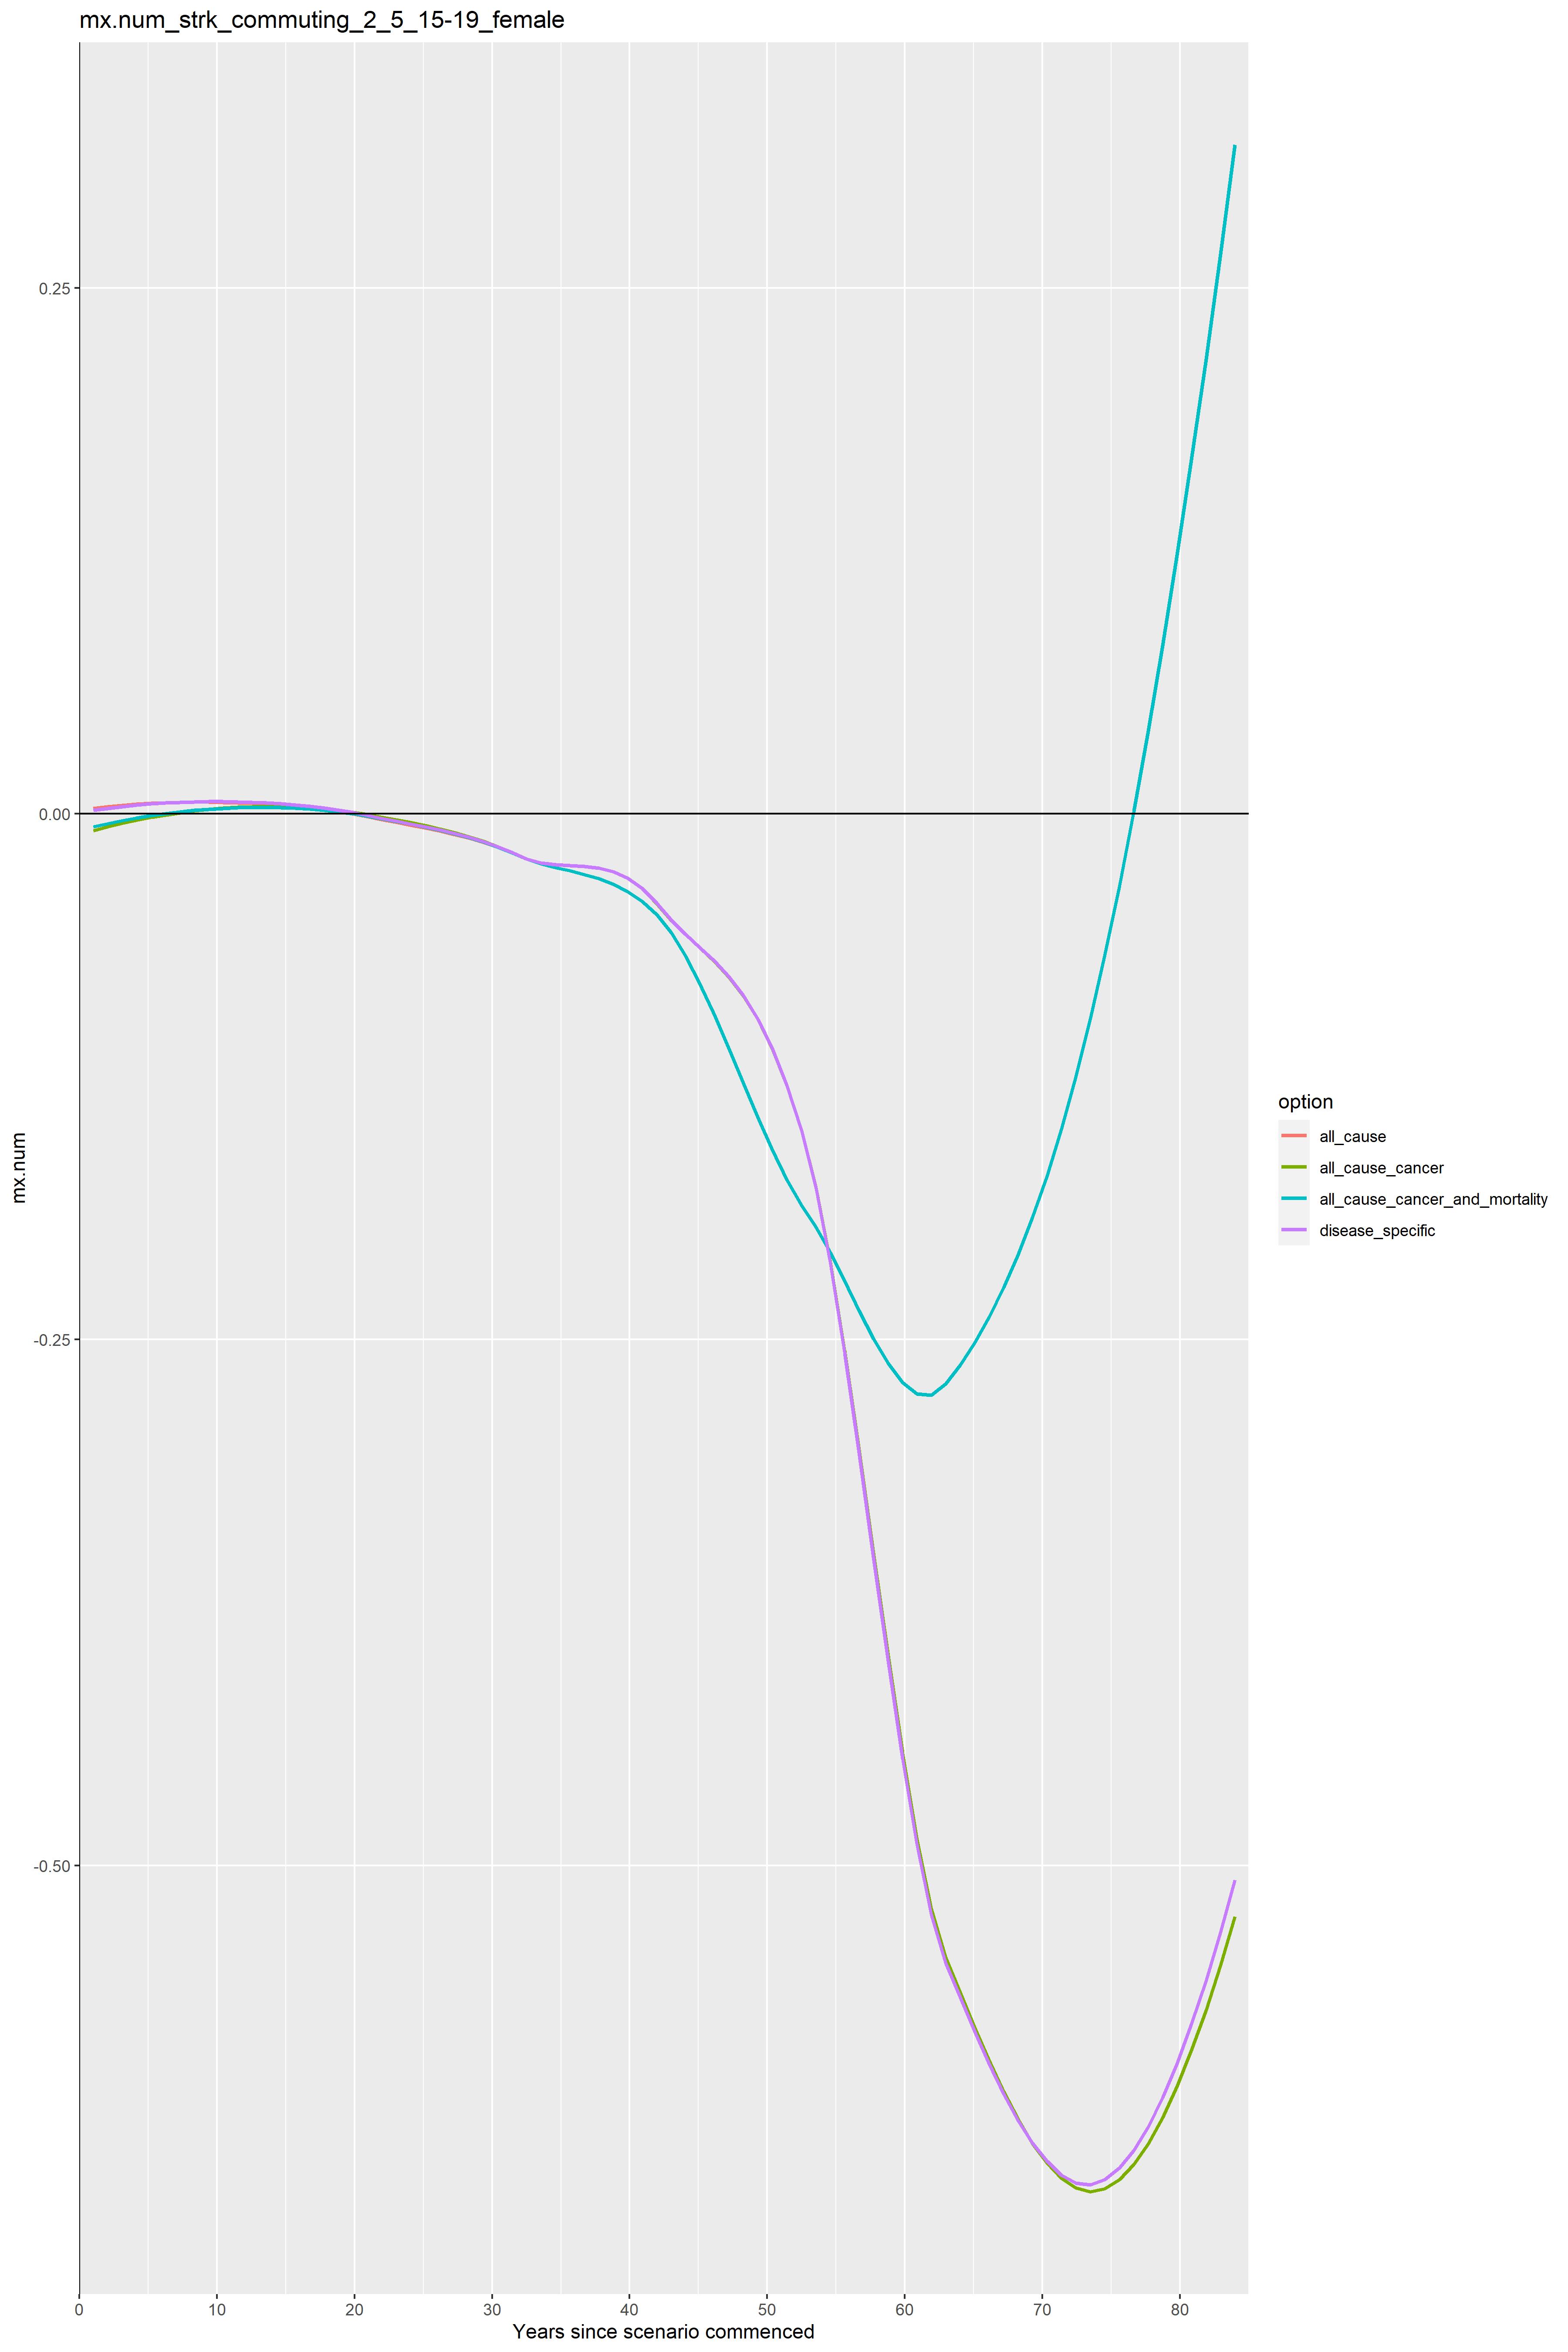 mx.num_strk_commuting_2_5_15-19_female
0.25
0.00
-0.25
-0.50
mx.num
0 10 20 30 40 50 60 70 80
Years since scenario commenced
option
all_cause
all_cause_cancer
all_cause_cancer_and_mortality
disease_specific